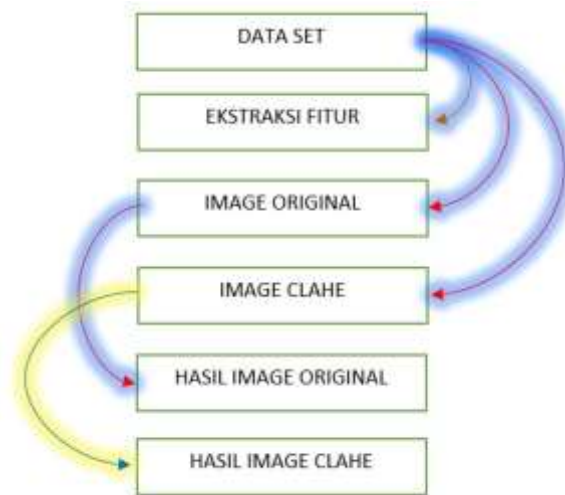 DATA SET
EKSTRAKSI FITUR
IMAGE ORIGINAL
IMAGE CLAHE
HASIL IMAGE ORIGINAL
HASIL IMAGE CLAHE